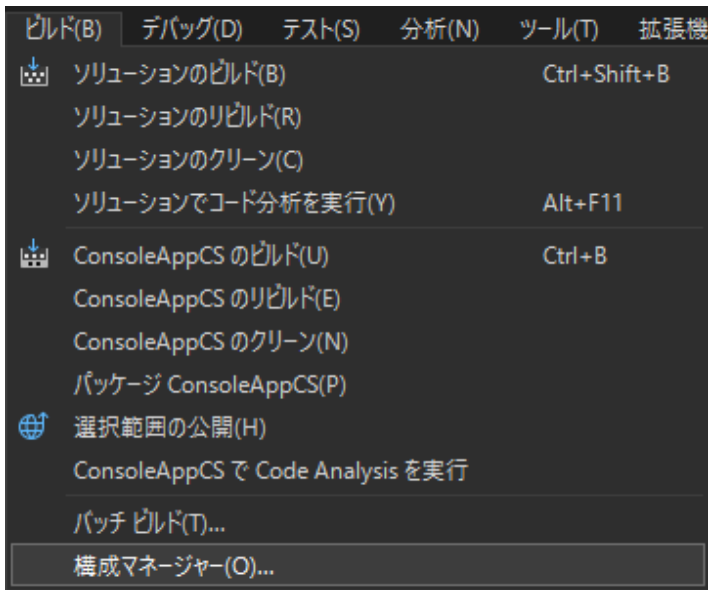 ビルド(B) デバッグ(D) テスト(S) 分析(N) ツール(T) 拡張機
ソリューションのビルド(B) Ctrl+Shift+B
ソリューションのリビルド(R)
ソリューションのクリーン(C)
ソリューションでコード分析を実行(Y) Alt+F11
ConsoleAppCS のビルド(U) Ctrl+B
ConsoleAppCS のリビルド(E)
ConsoleAppCS のクリーン(N)
パッケージ ConsoleAppCS(P)
選択範囲の公開(H)
ConsoleAppCS で Code Analysis を実行
バッチ ビルド(T)...
構成マネージャー(O)...